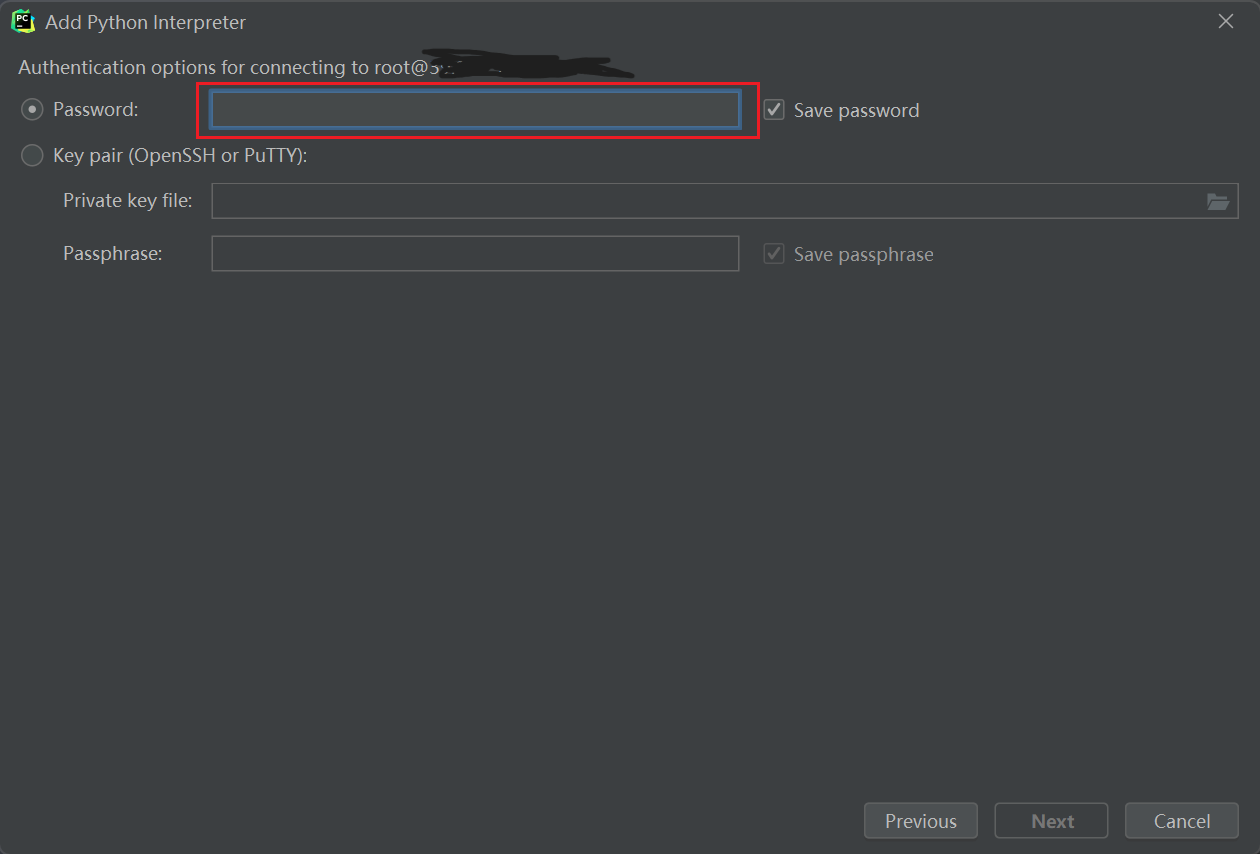 PC
Add Python Interpreter
Authentication options for connecting to root@
Password:
Save password
Key pair (OpenSSH or PuTTY):
Private key file:
Passphrase:
Save passphrase
Previous
Next
Cancel